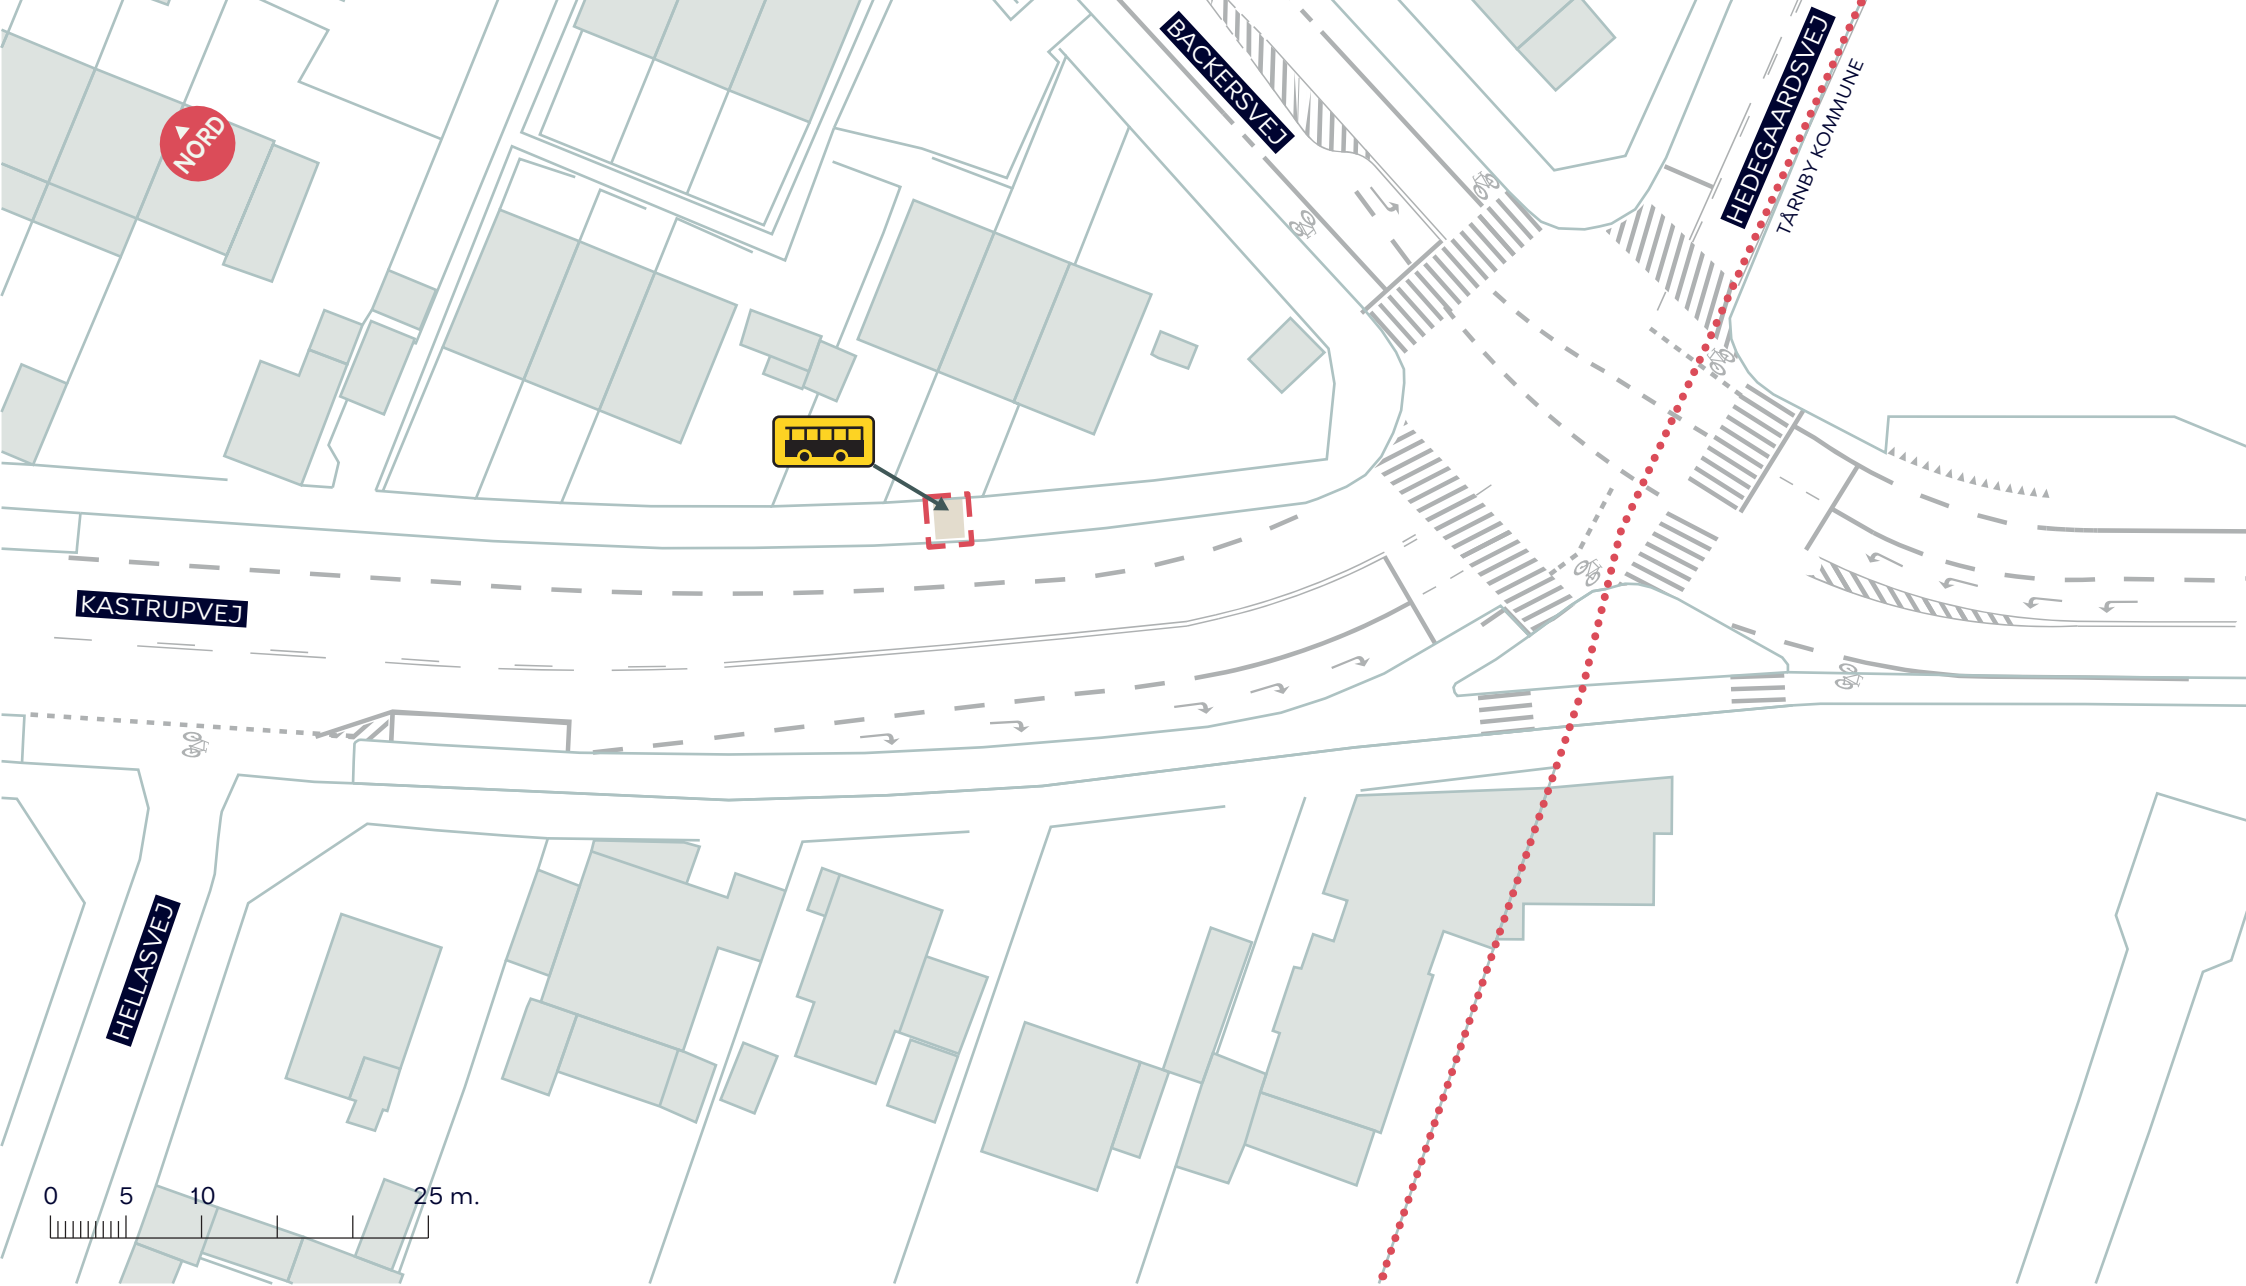 BACKERSVEJ
HEDEGAARDSVEJ
TÅRNBY KOMMUNE
NORD
KASTRUPVEJ
HELLASVEJ
0 5 10 25 m.